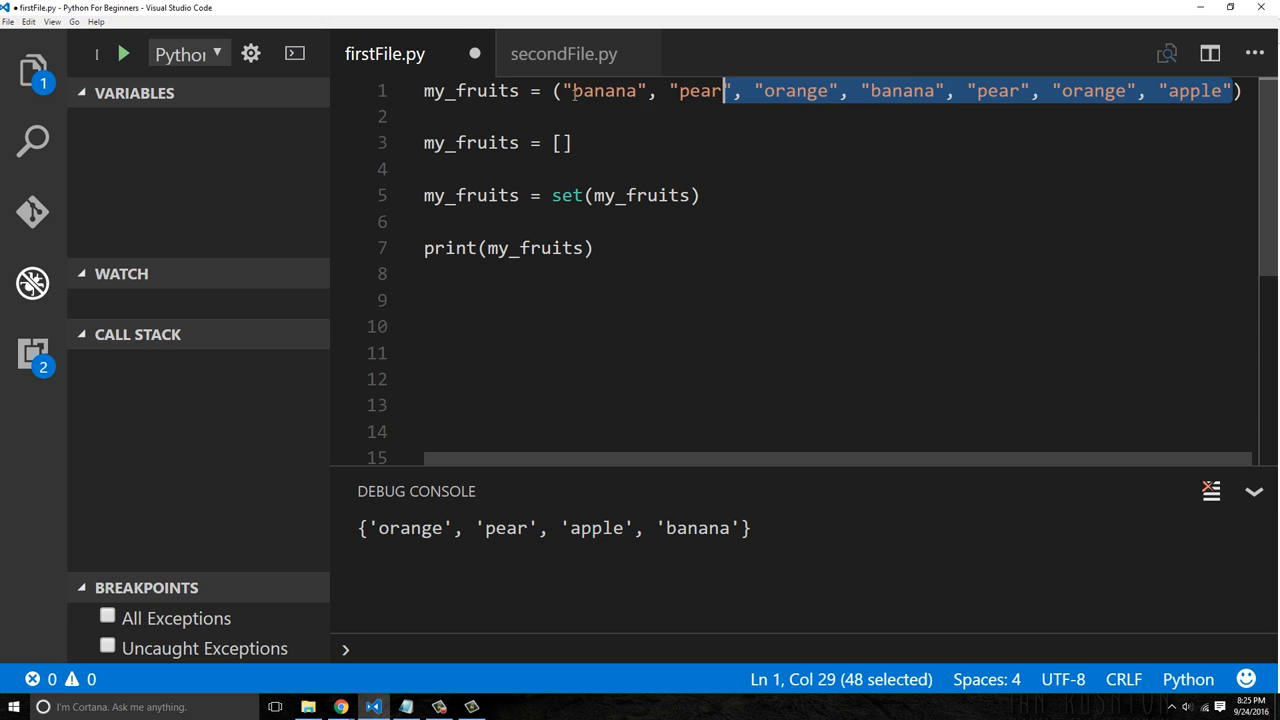 ● firstFile.py - Python For Beginners - Visual Studio Code
File Edit View Go Help
Python
firstFile.py
secondFile.py
VARIABLES
WATCH
CALL STACK
BREAKPOINTS
All Exceptions
Uncaught Exceptions
1
2
1 my_fruits = ("banana", "pear", "orange", "banana", "pear", "orange", "apple")
2
3 my_fruits = []
4
5 my_fruits = set(my_fruits)
6
7 print(my_fruits)
8
9
10
11
12
13
14
15
DEBUG CONSOLE
{'orange', 'pear', 'apple', 'banana'}
0 0 Ln 1, Col 29 (48 selected) Spaces: 4 UTF-8 CRLF Python
I'm Cortana. Ask me anything.
8:25 PM
9/24/2016